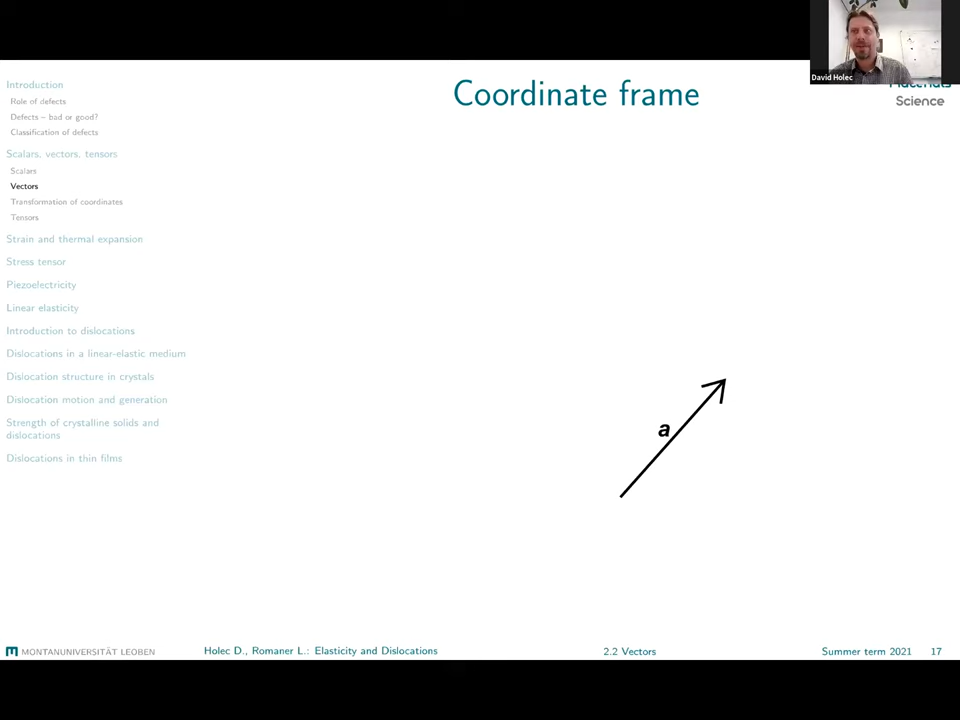 David Holec
Materials
Science
Coordinate frame
Introduction
Role of defects
Defects – bad or good?
Classification of defects
Scalars, vectors, tensors
Scalars
Vectors
Transformation of coordinates
Tensors
Strain and thermal expansion
Stress tensor
Piezoelectricity
Linear elasticity
Introduction to dislocations
Dislocations in a linear-elastic medium
Dislocation structure in crystals
Dislocation motion and generation
Strength of crystalline solids and
dislocations
Dislocations in thin films
a
MONTANUNIVERSITÄT LEOBEN
Holec D., Romaner L.: Elasticity and Dislocations
2.2 Vectors
Summer term 2021
17